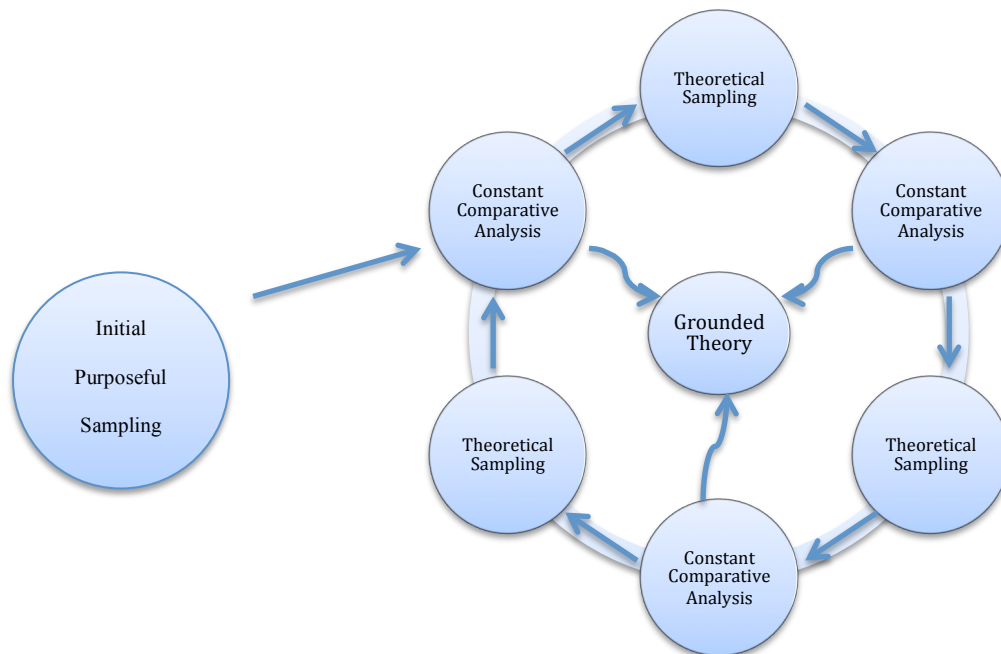 Theoretical
Sampling
Constant
Comparative
Analysis
Constant
Comparative
Analysis
Initial
Purposeful
Sampling
Grounded
Theory
Theoretical
Sampling
Theoretical
Sampling
Constant
Comparative
Analysis